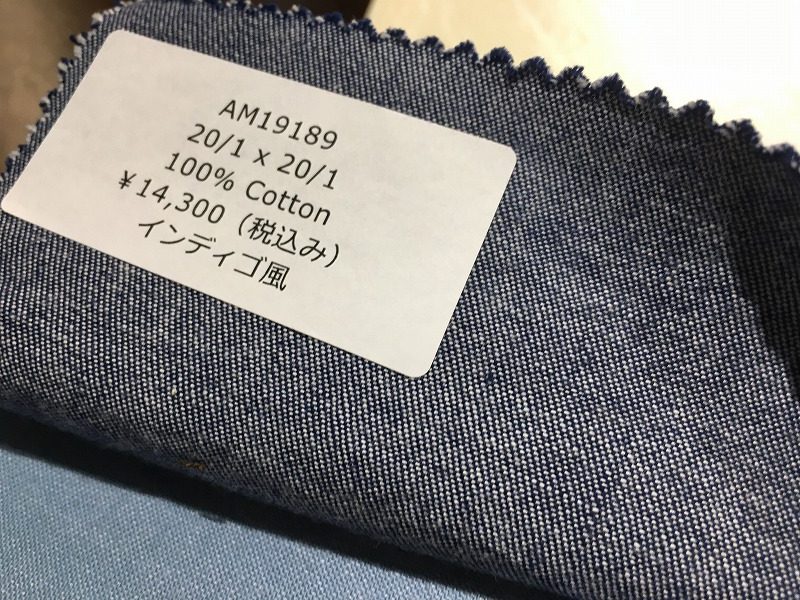 AM19189
20/1 x 20/1
100% Cotton
￥14,300（税込み）
インディゴ風